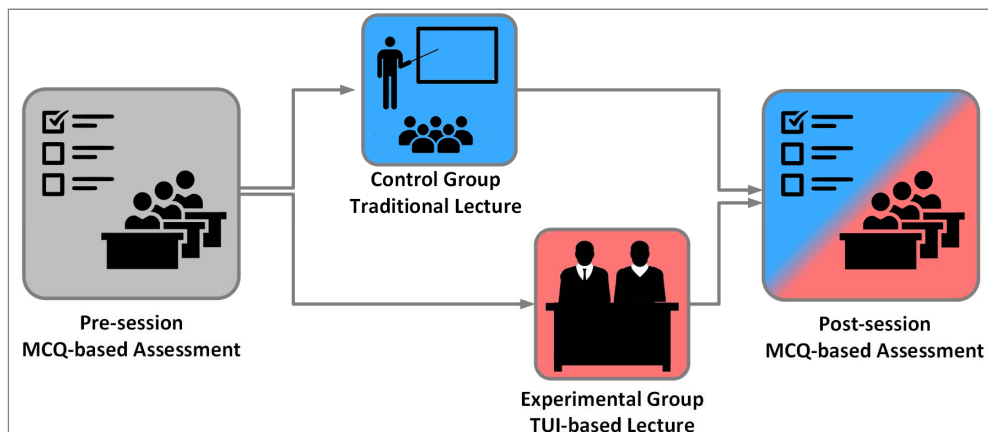 Control Group
Traditional Lecture
Pre-session
MCQ-based Assessment
Post-session
MCQ-based Assessment
Experimental Group
TUI-based Lecture